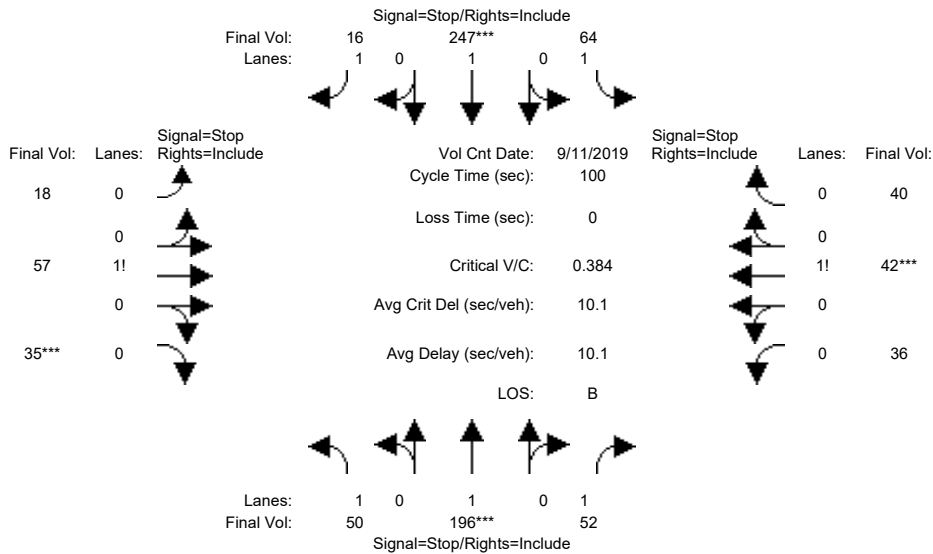 Signal=Stop/Rights=Include
Final Vol: 16 247*** 64
Lanes: 1 0 1 0 1
Signal=Stop
Final Vol: Lanes: Rights=Include
Vol Cnt Date: 9/11/2019
Signal=Stop
Rights=Include Lanes: Final Vol:
Cycle Time (sec): 100
18 0
0 40
Loss Time (sec): 0
0
0
57 1!
Critical V/C: 0.384
1! 42***
0
Avg Crit Del (sec/veh): 10.1
0
35*** 0
Avg Delay (sec/veh): 10.1
0 36
LOS: B
Lanes: 1 0 1 0 1
Final Vol: 50 196*** 52
Signal=Stop/Rights=Include